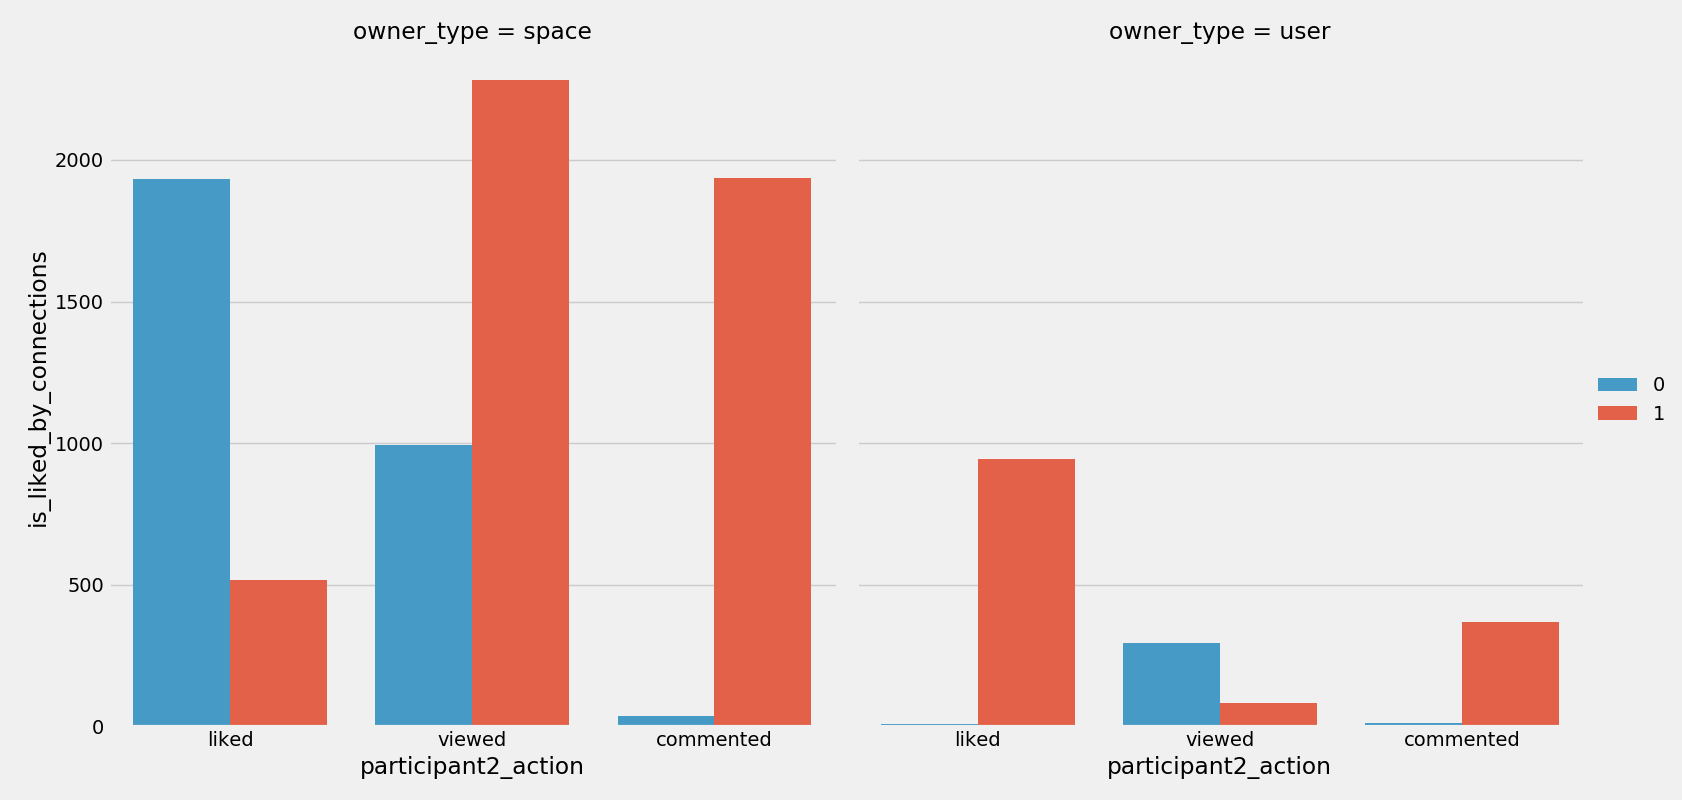 owner_type = space
owner_type = user
is_liked_by_connections
2000
1500
1000
500
0
liked
viewed
commented
liked
viewed
commented
participant2_action
participant2_action
0
1